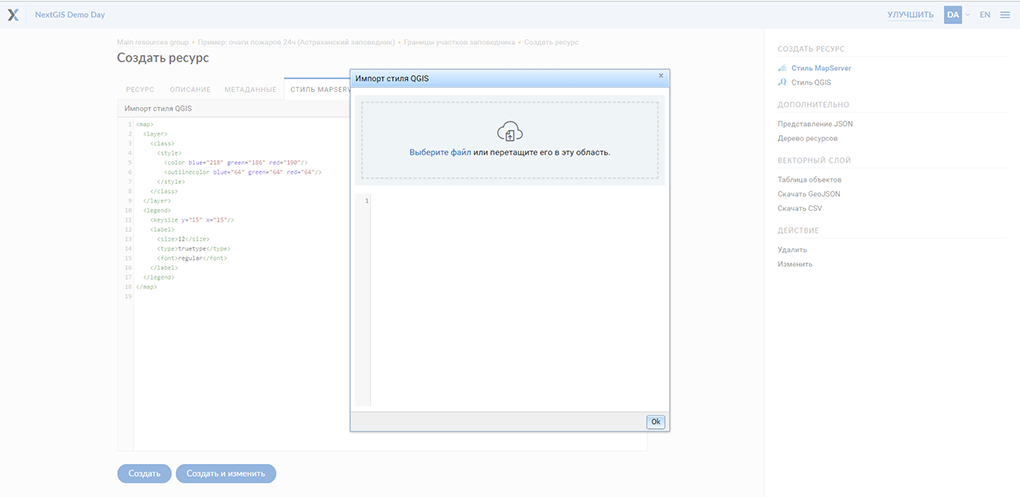 NextGIS Demo Day
УЛУЧШИТЬ
DA
EN
Main resources group • Пример: очаги пожаров 24ч (Астраханский заповедник) • Границы участков заповедника • Создать ресурс
Создать ресурс
РЕСУРС ОПИСАНИЕ МЕТАДАННЫЕ СТИЛЬ MAPSERV
Импорт стиля QGIS
1 <map>
2 <layer>
3 <class>
4 <style>
5 <color blue="218" green="186" red="190"/>
6 <outlinecolor blue="64" green="64" red="64"/>
7 </style>
8 </class>
9 </layer>
10 <legend>
11 <keysize y="15" x="15"/>
12 <label>
13 <size>12</size>
14 <type>truetype</type>
15 <font>regular</font>
16 </label>
17 </legend>
18 </map>
19
Создать
Создать и изменить
Импорт стиля QGIS
×
Выберите файл или перетащите его в эту область.
1
Ok
СОЗДАТЬ РЕСУРС
Стиль MapServer
Стиль QGIS
ДОПОЛНИТЕЛЬНО
Представление JSON
Дерево ресурсов
ВЕКТОРНЫЙ СЛОЙ
Таблица объектов
Скачать GeoJSON
Скачать CSV
ДЕЙСТВИЕ
Удалить
Изменить